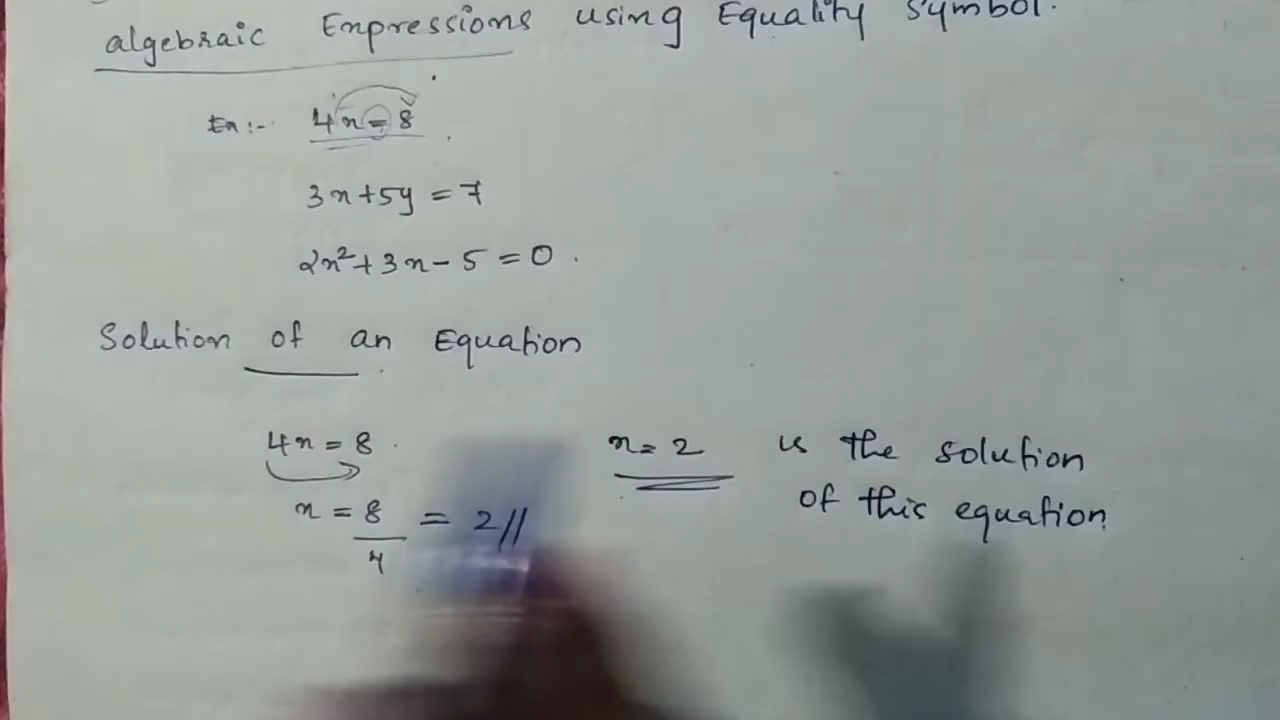 algebraic Expressions using Equality Symbol.
Ex:- 4x = 8
3x + 5y = 7
2x² + 3x - 5 = 0.
Solution of an Equation
4x = 8
x = 8/4 = 2//
x = 2 is the solution
of this equation